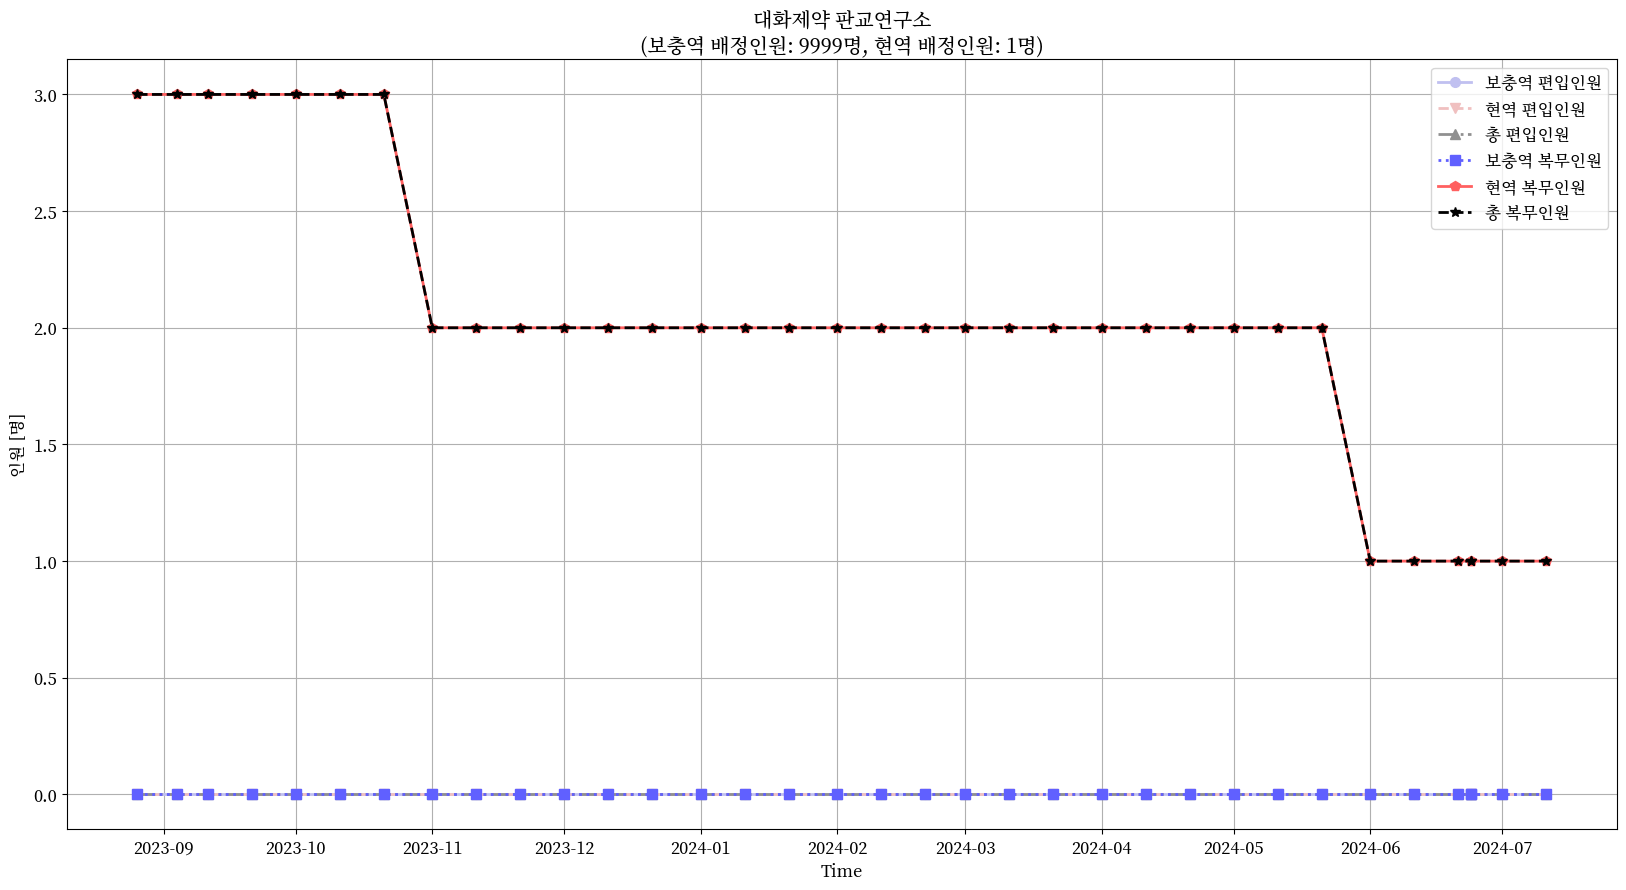 대화제약 판교연구소
(보충역 배정인원: 9999명, 현역 배정인원: 1명)
보충역 편입인원
현역 편입인원
총 편입인원
보충역 복무인원
현역 복무인원
총 복무인원
3.0
2.5
2.0
1.5
1.0
0.5
0.0
인원 [명]
2023-09
2023-10
2023-11
2023-12
2024-01
2024-02
2024-03
2024-04
2024-05
2024-06
2024-07
Time